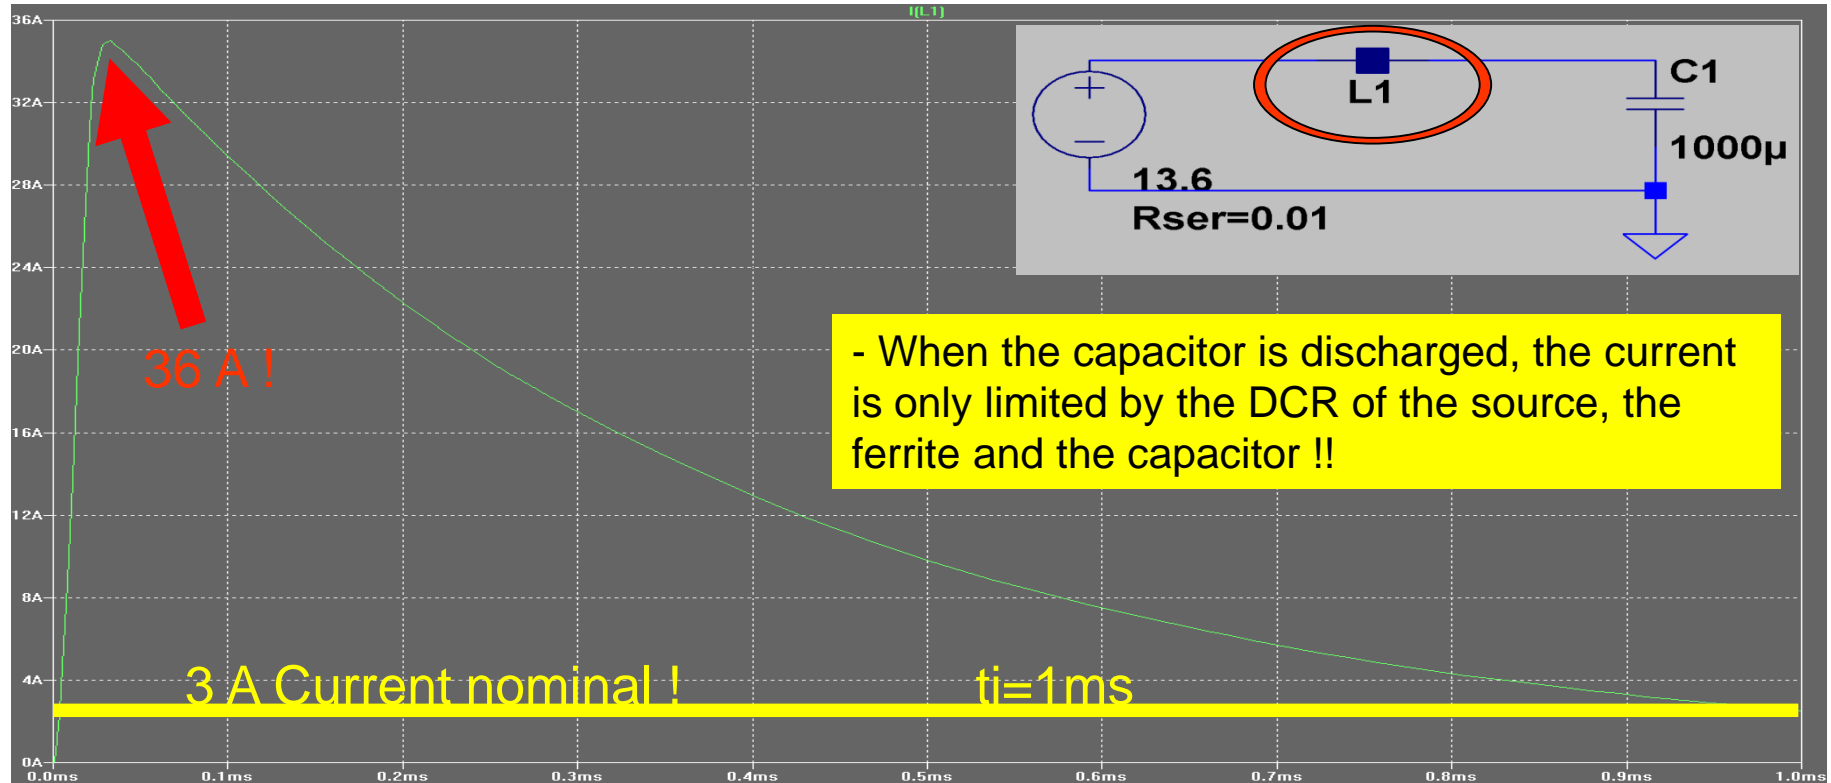 I(L1)
36A
32A
28A
24A
20A
16A
12A
8A
4A
0A
36 A !
L1
C1
1000µ
13.6
Rser=0.01
- When the capacitor is discharged, the current
is only limited by the DCR of the source, the
ferrite and the capacitor !!
3 A Current nominal !
ti=1ms
0.0ms
0.1ms
0.2ms
0.3ms
0.4ms
0.5ms
0.6ms
0.7ms
0.8ms
0.9ms
1.0ms